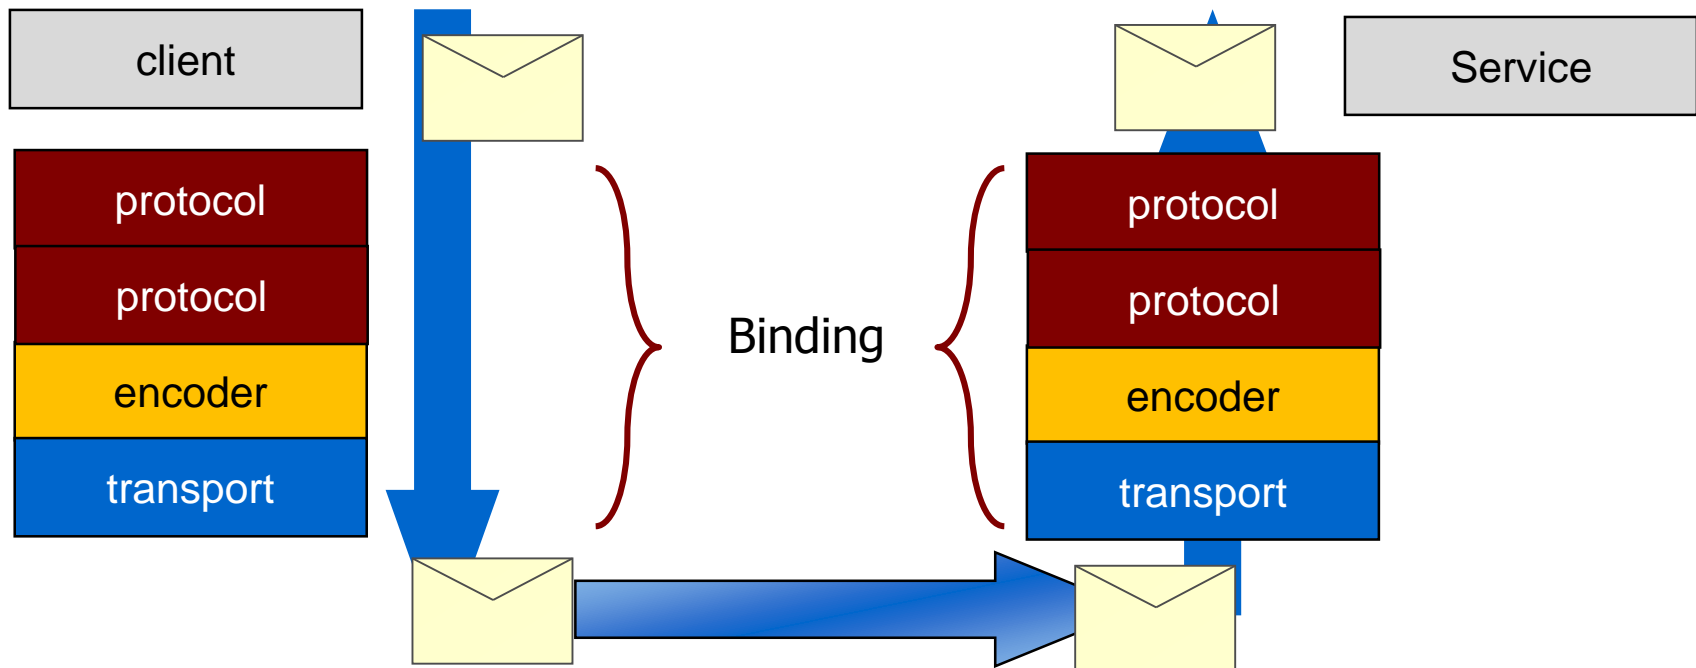 client
Service
protocol
protocol
encoder
transport
Binding
protocol
protocol
encoder
transport